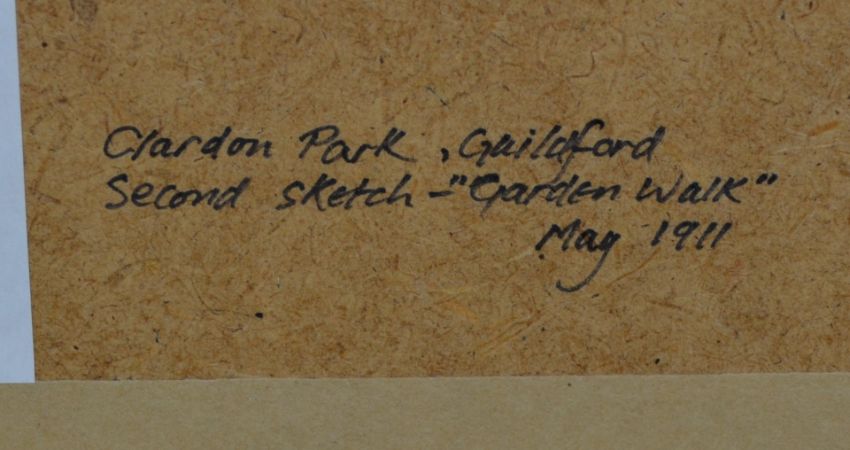 Clardon Park, Guildford
Second sketch - "Garden Walk"
May 1911